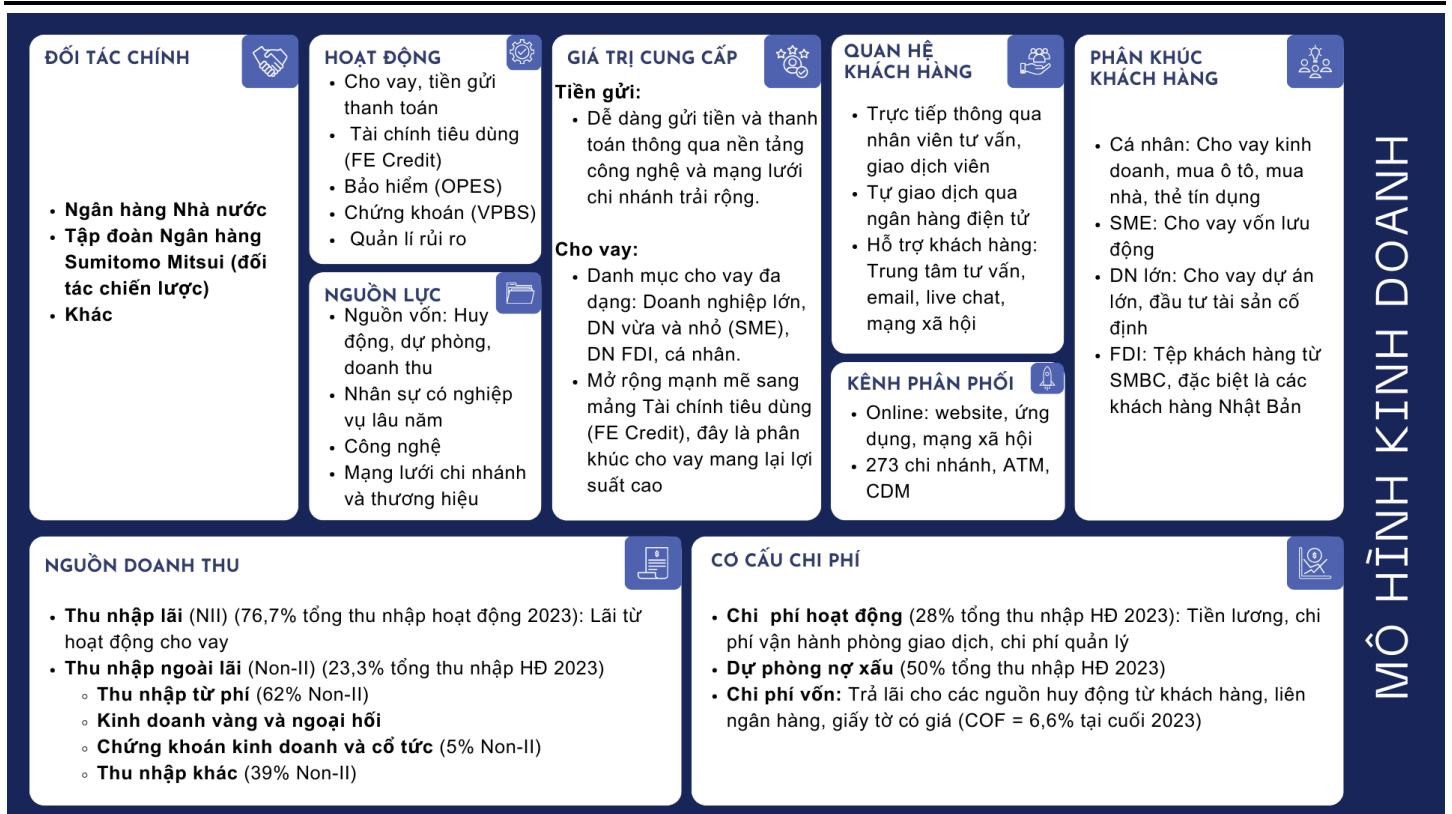 ĐỐI TÁC CHÍNH
• Ngân hàng Nhà nước
• Tập đoàn Ngân hàng
Sumitomo Mitsui (đối
tác chiến lược)
• Khác
HOẠT ĐỘNG
• Cho vay, tiền gửi
thanh toán
• Tài chính tiêu dùng
(FE Credit)
• Bảo hiểm (OPES)
• Chứng khoán (VPBS)
• Quản lí rủi ro
NGUỒN LỰC
• Nguồn vốn: Huy
động, dự phòng,
doanh thu
• Nhân sự có nghiệp
vụ lâu năm
• Công nghệ
• Mạng lưới chi nhánh
và thương hiệu
GIÁ TRỊ CUNG CẤP
Tiền gửi:
• Dễ dàng gửi tiền và thanh
toán thông qua nền tảng
công nghệ và mạng lưới
chi nhánh trải rộng.
Cho vay:
• Danh mục cho vay đa
dạng: Doanh nghiệp lớn,
DN vừa và nhỏ (SME),
DN FDI, cá nhân.
• Mở rộng mạnh mẽ sang
mảng Tài chính tiêu dùng
(FE Credit), đây là phân
khúc cho vay mang lại lợi
suất cao
QUAN HỆ
KHÁCH HÀNG
• Trực tiếp thông qua
nhân viên tư vấn,
giao dịch viên
• Tự giao dịch qua
ngân hàng điện tử
• Hỗ trợ khách hàng:
Trung tâm tư vấn,
email, live chat,
mạng xã hội
KÊNH PHÂN PHỐI
• Online: website, ứng
dụng, mạng xã hội
• 273 chi nhánh, ATM,
CDM
PHÂN KHÚC
KHÁCH HÀNG
• Cá nhân: Cho vay kinh
doanh, mua ô tô, mua
nhà, thẻ tín dụng
• SME: Cho vay vốn lưu
động
• DN lớn: Cho vay dự án
lớn, đầu tư tài sản cố
định
• FDI: Tệp khách hàng từ
SMBC, đặc biệt là các
khách hàng Nhật Bản
MÔ HÌNH KINH DOANH
NGUỒN DOANH THU
• Thu nhập lãi (NII) (76,7% tổng thu nhập hoạt động 2023): Lãi từ
hoạt động cho vay
• Thu nhập ngoài lãi (Non-II) (23,3% tổng thu nhập HĐ 2023)
◦ Thu nhập từ phí (62% Non-II)
◦ Kinh doanh vàng và ngoại hối
◦ Chứng khoán kinh doanh và cổ tức (5% Non-II)
◦ Thu nhập khác (39% Non-II)
CƠ CẤU CHI PHÍ
• Chi phí hoạt động (28% tổng thu nhập HĐ 2023): Tiền lương, chi
phí vận hành phòng giao dịch, chi phí quản lý
• Dự phòng nợ xấu (50% tổng thu nhập HĐ 2023)
• Chi phí vốn: Trả lãi cho các nguồn huy động từ khách hàng, liên
ngân hàng, giấy tờ có giá (COF = 6,6% tại cuối 2023)